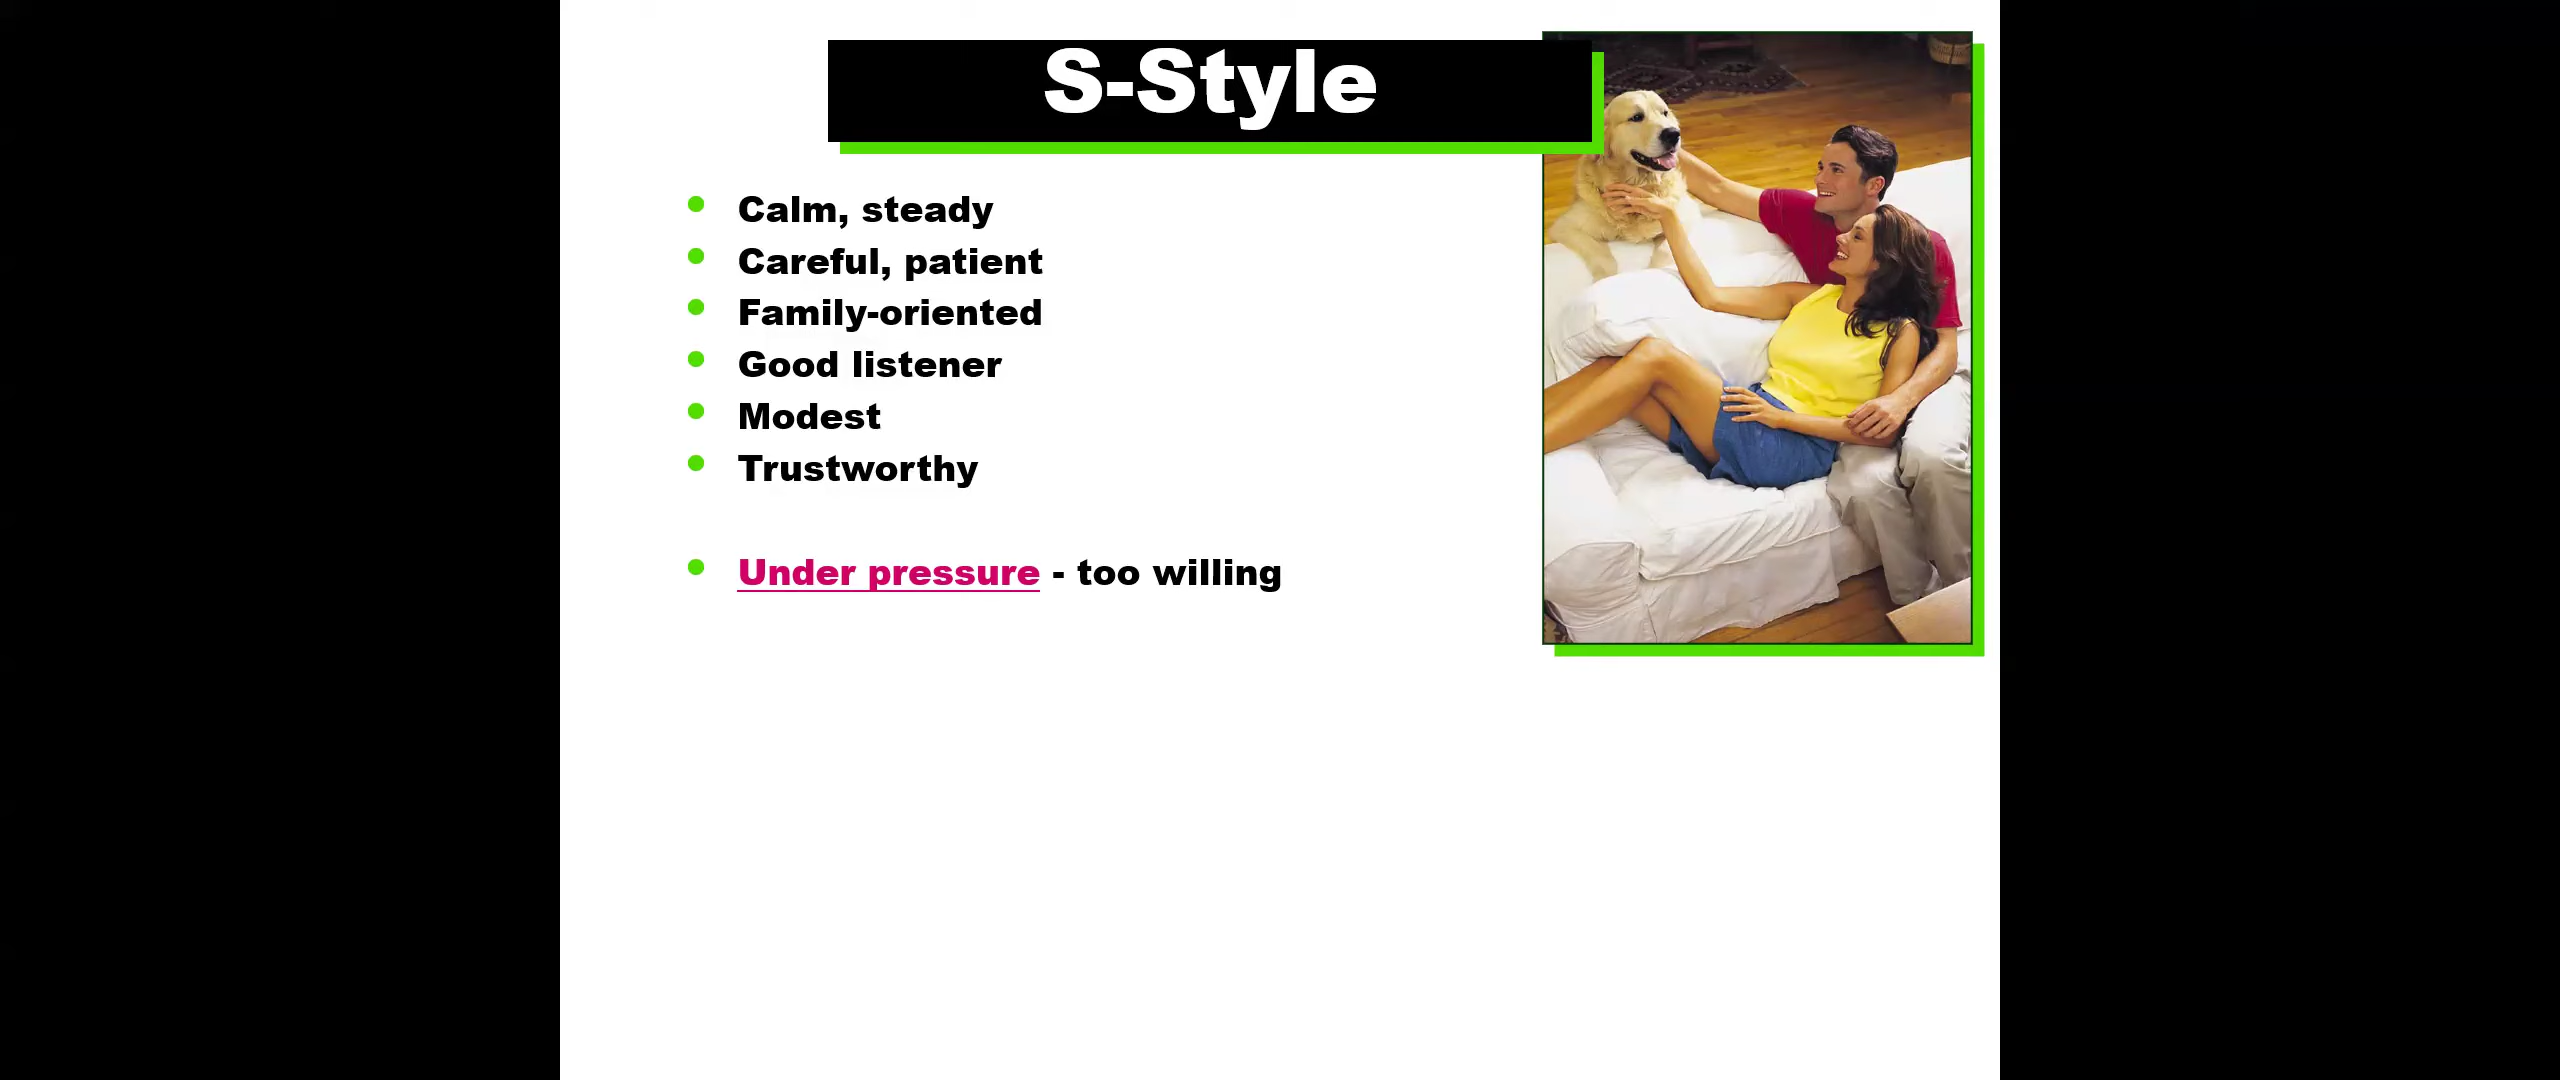 S-Style
Calm, steady
Careful, patient
Family-oriented
Good listener
Modest
Trustworthy
Under pressure - too willing